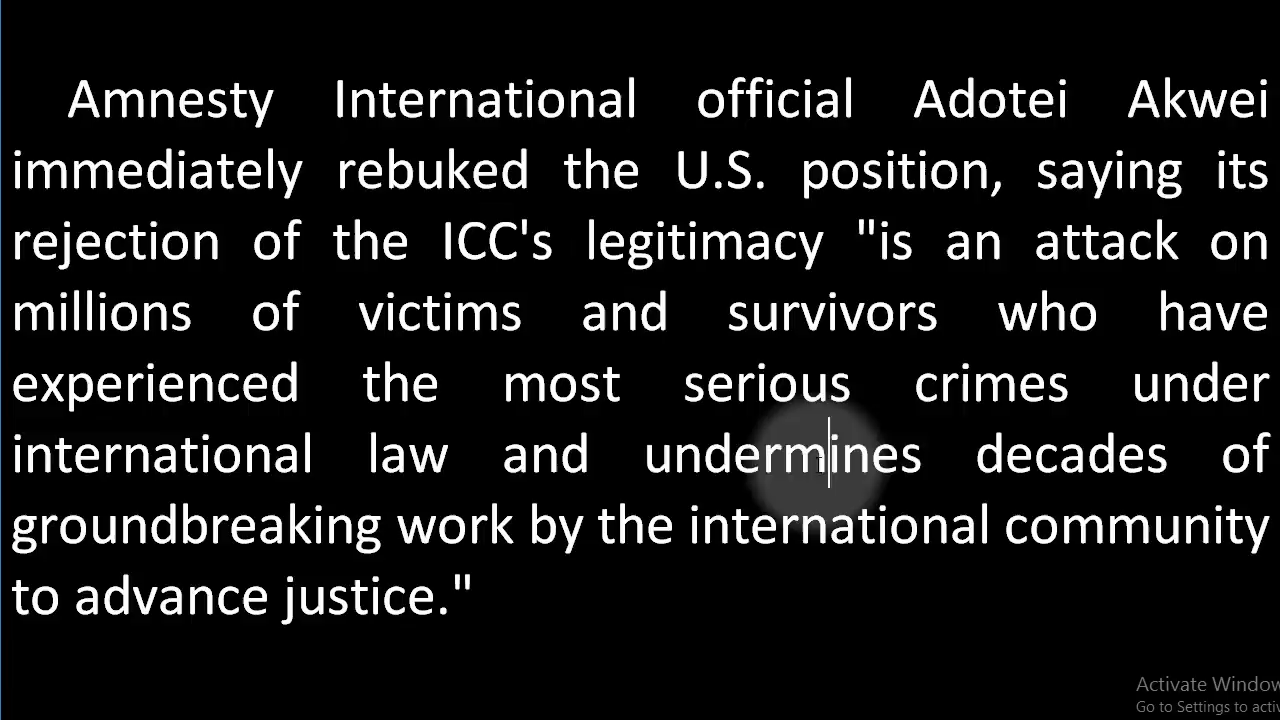 Amnesty International official Adotei Akwei
immediately rebuked the U.S. position, saying its
rejection of the ICC's legitimacy "is an attack on
millions of victims and survivors who have
experienced the most serious crimes under
international law and undermines decades of
groundbreaking work by the international community
to advance justice."
Activate Window
Go to Settings to acti